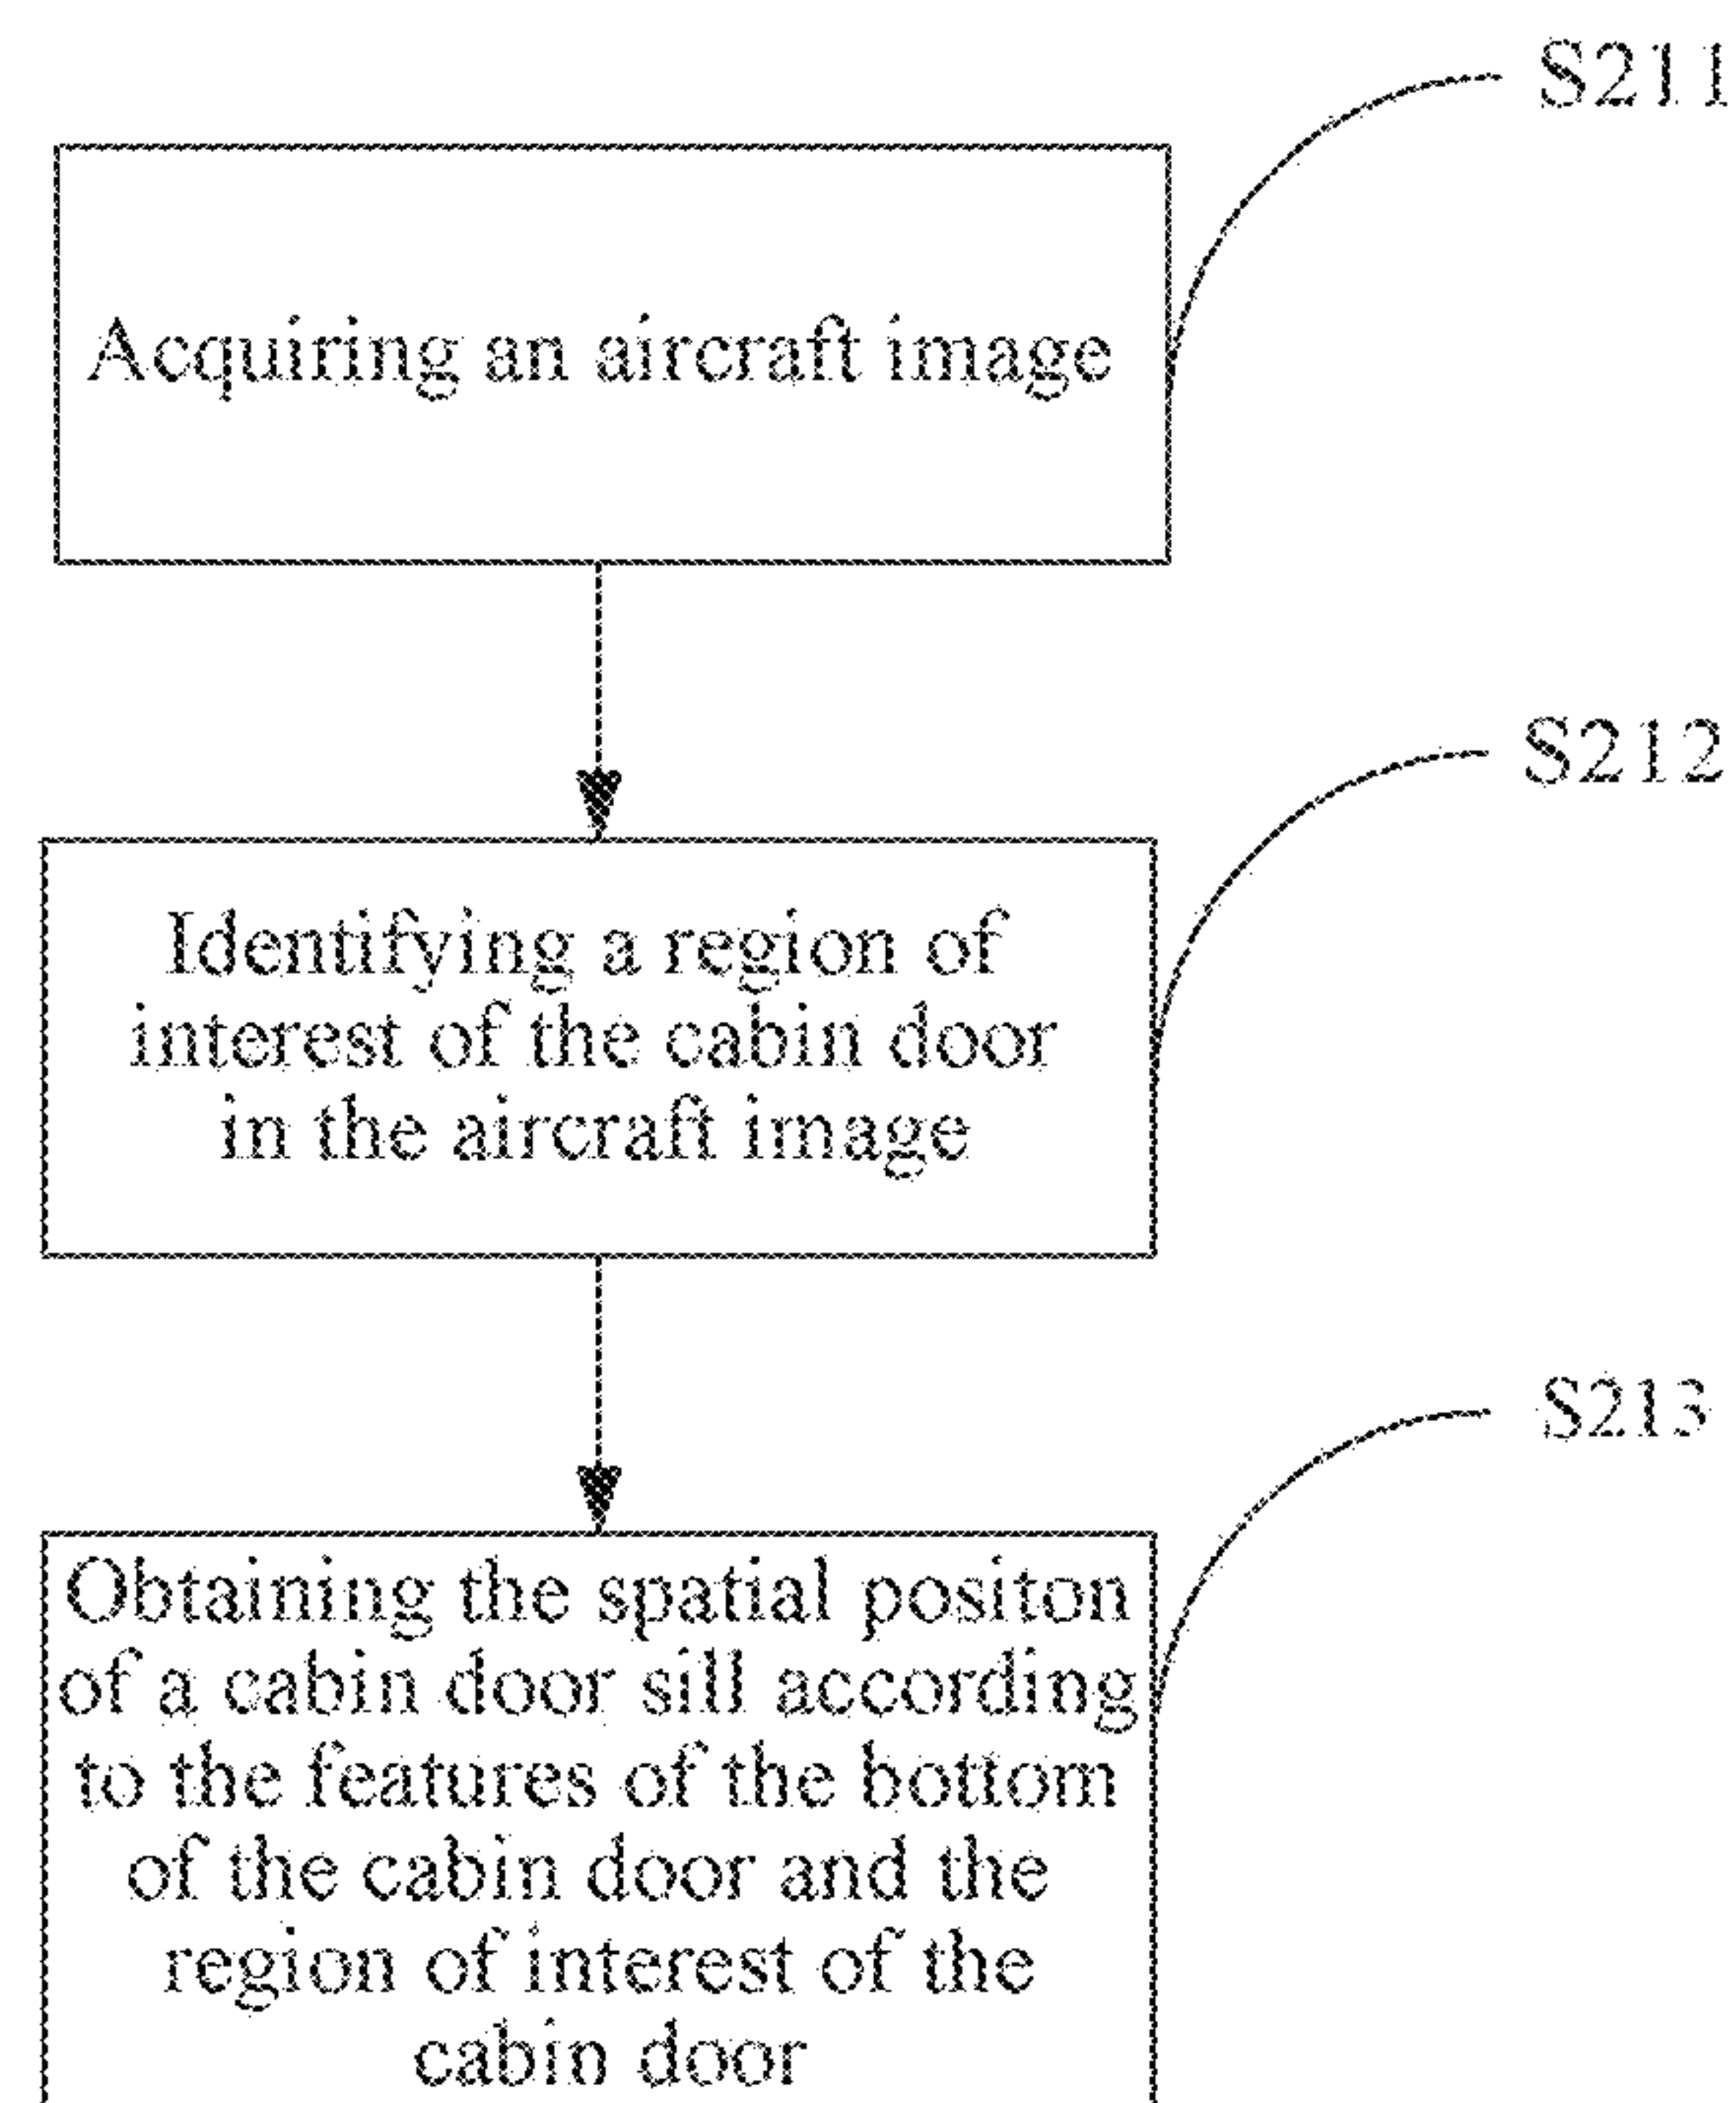 S211
Acquiring an aircraft image
S212
Identifying a region of
interest of the cabin door
in the aircraft image
S213
Obtaining the spatial positon
of a cabin door sill according
to the features of the bottom
of the cabin door and the
region of interest of the
cabin door